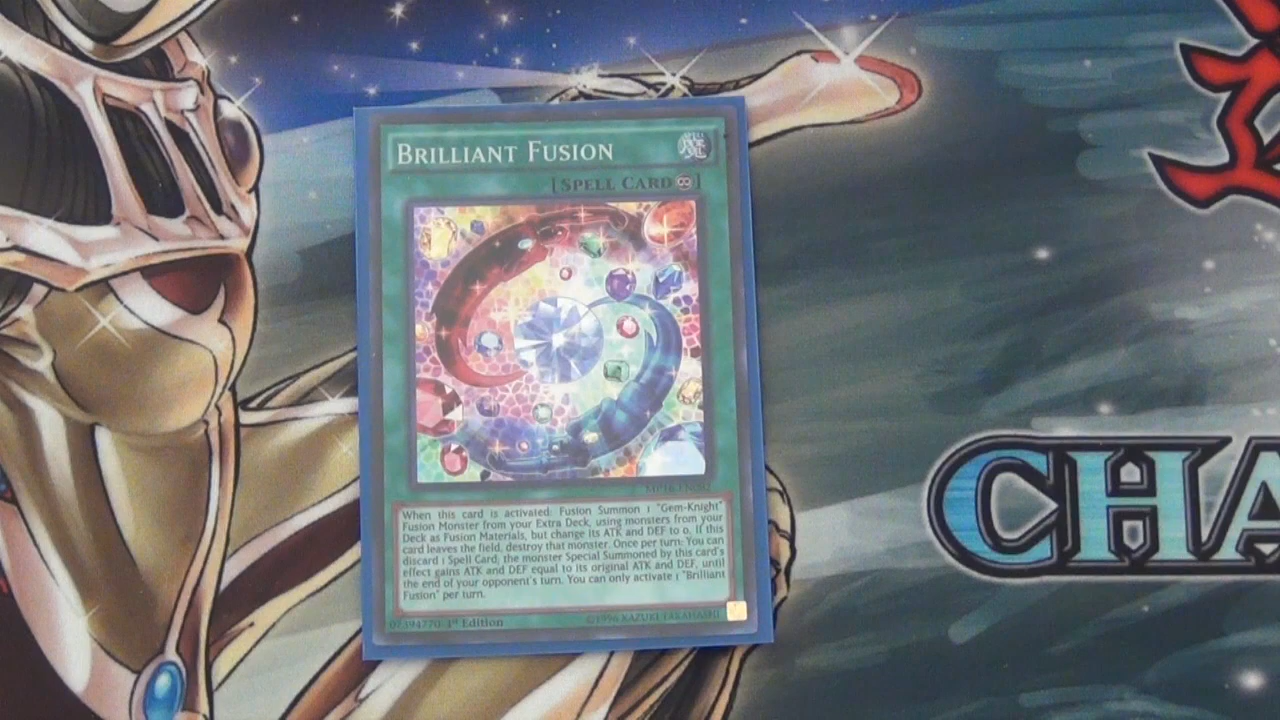 BRILLIANT FUSION
[SPELL CARD]
MP16-EN082
When this card is activated: Fusion Summon 1 "Gem-Knight"
Fusion Monster from your Extra Deck, using monsters from your
Deck as Fusion Materials, but change its ATK and DEF to 0. If this
card leaves the field, destroy that monster. Once per turn: You can
discard 1 Spell Card; the monster Special Summoned by this card's
effect gains ATK and DEF equal to its original ATK and DEF, until
the end of your opponent's turn. You can only activate 1 "Brilliant
Fusion" per turn.
07394770 1st Edition
©1996 KAZUKI TAKAHASHI
CHA